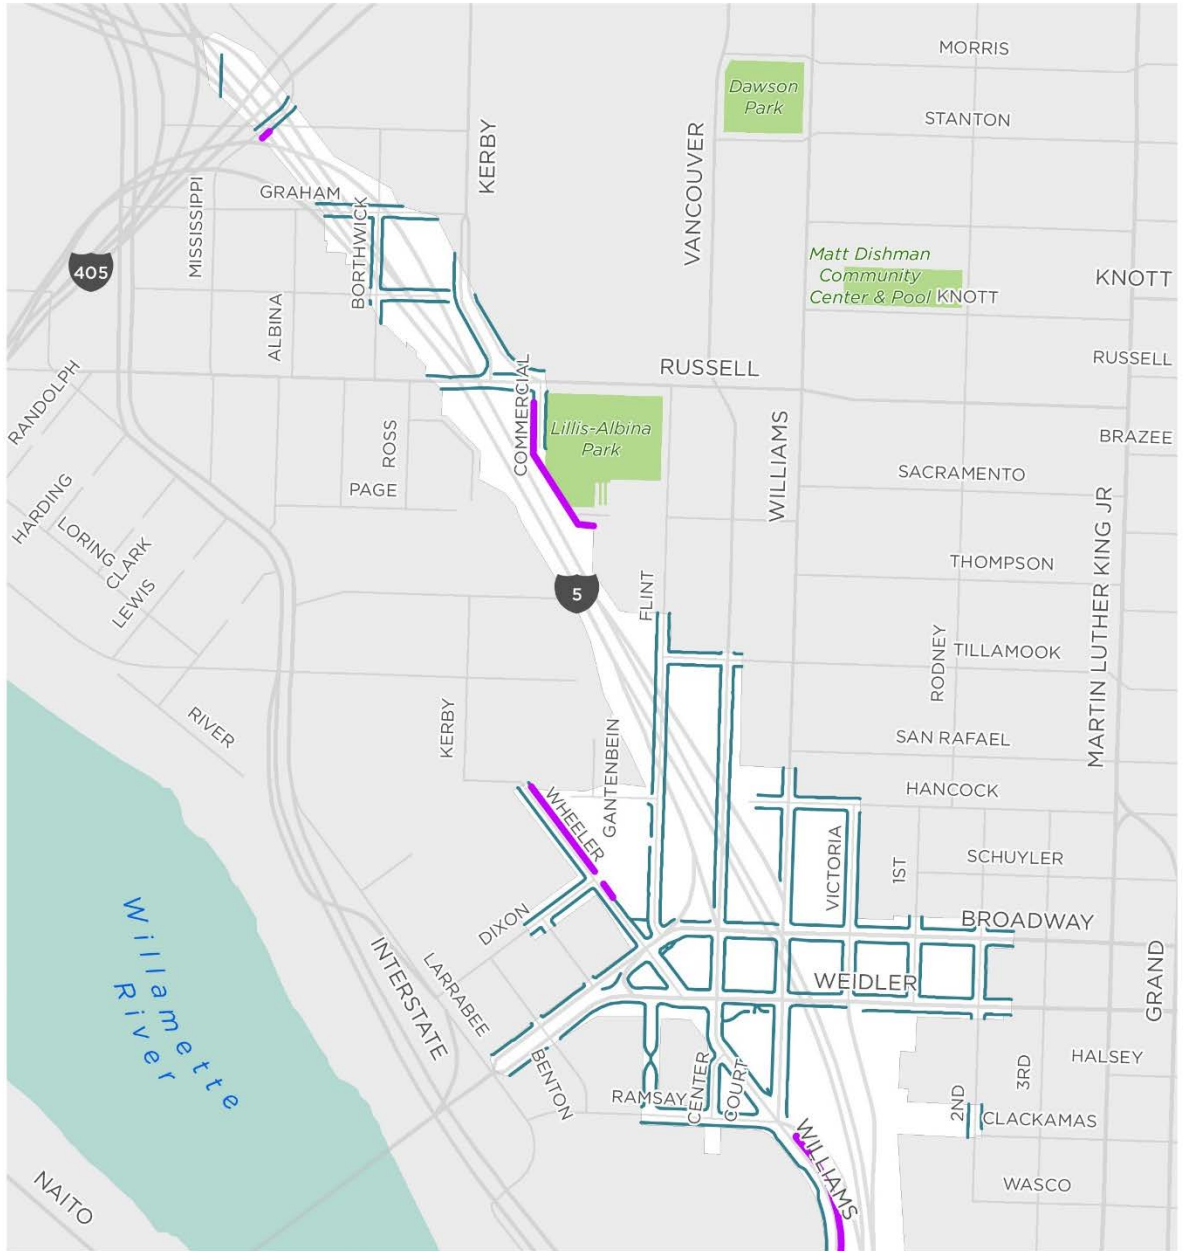 MORRIS
Dawson
Park
STANTON
KERBY
VANCOUVER
GRAHAM
MISSISSIPPI
BORTHWICK
405
Matt Dishman
Community
Center & Pool
KNOTT
KNOTT
ALBINA
RUSSELL
RUSSELL
RANDOLPH
COMMERCIAL
Lillis-Albina
Park
ROSS
WILLIAMS
BRAZEE
SACRAMENTO
PAGE
HARDING
LORING
CLARK
LEWIS
MARTIN LUTHER KING JR
THOMPSON
5
FLINT
RODNEY
TILLAMOOK
RIVER
KERBY
GANTENBEIN
SAN RAFAEL
HANCOCK
WHEELER
VICTORIA
1ST
SCHUYLER
BROADWAY
DIXON
Willamette
River
INTERSTATE
LARRABEE
WEIDLER
GRAND
BENTON
RAMSAY
CENTER
COURT
2ND
3RD
HALSEY
CLACKAMAS
WILLIAMS
WASCO
NAITO